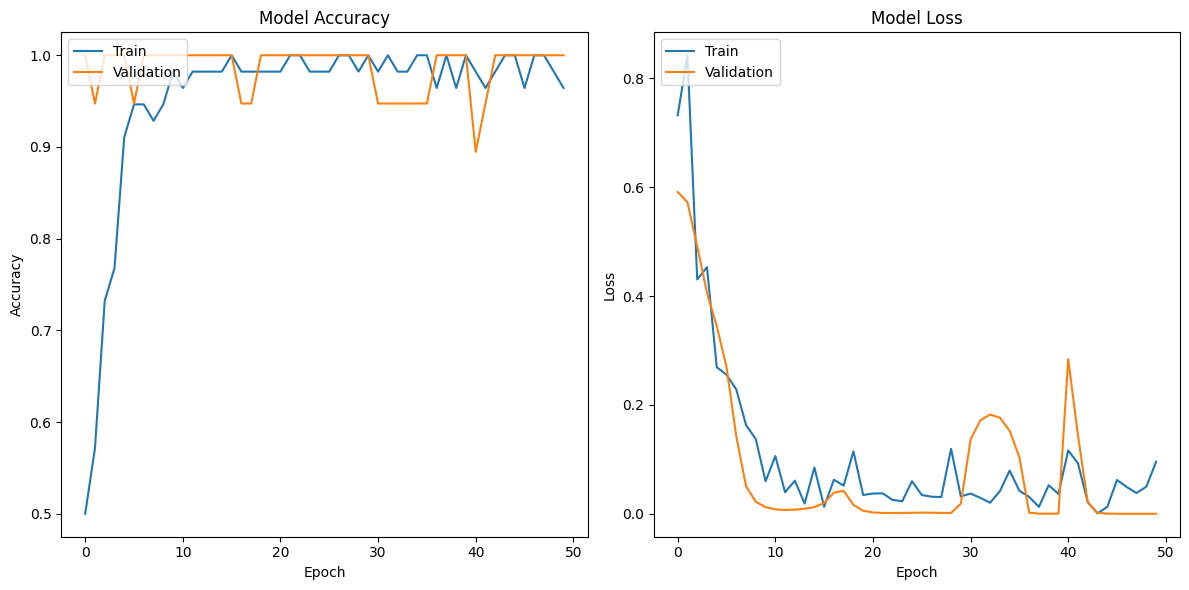 Model Accuracy
Train
Validation
1.0
0.9
0.8
0.7
0.6
0.5
Accuracy
0 10 20 30 40 50
Epoch
Model Loss
Train
Validation
0.8
0.6
0.4
0.2
0.0
Loss
0 10 20 30 40 50
Epoch